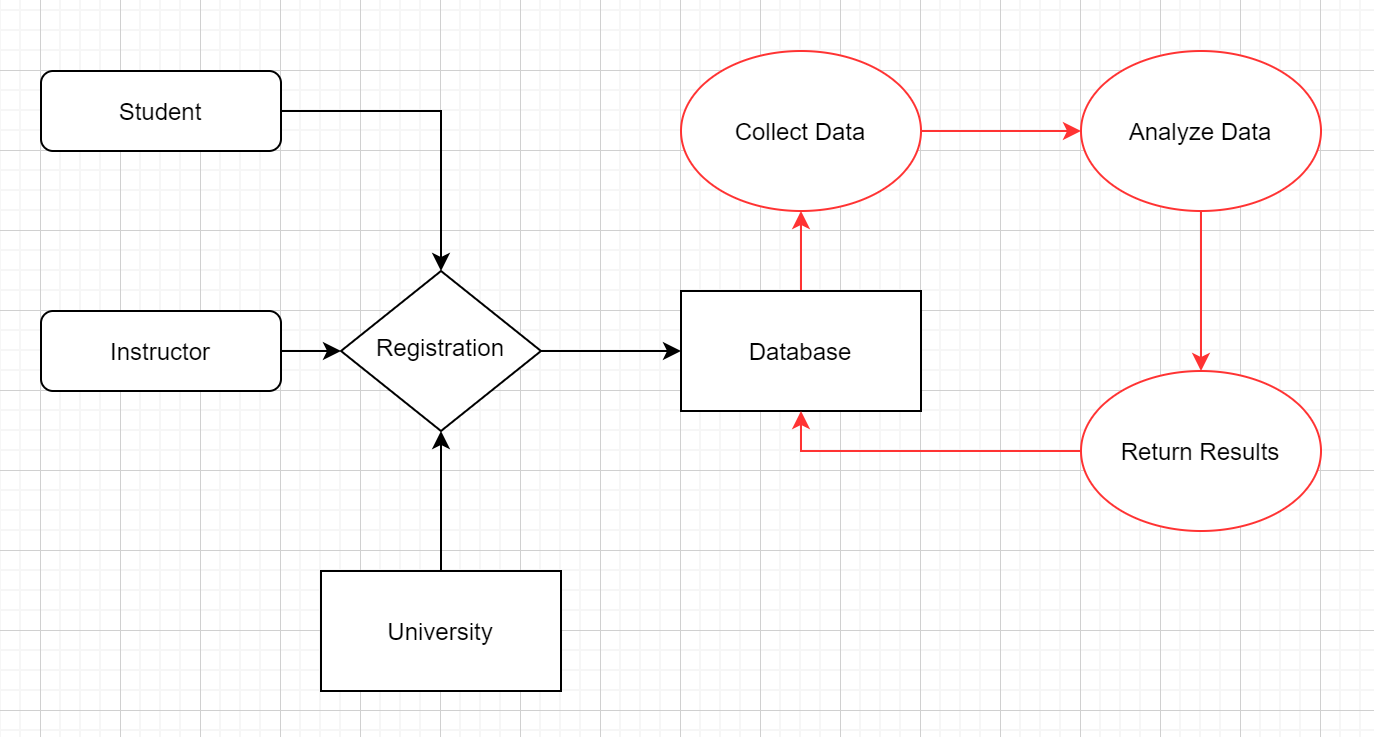 Student
Collect Data
Analyze Data
Instructor
Registration
Database
Return Results
University